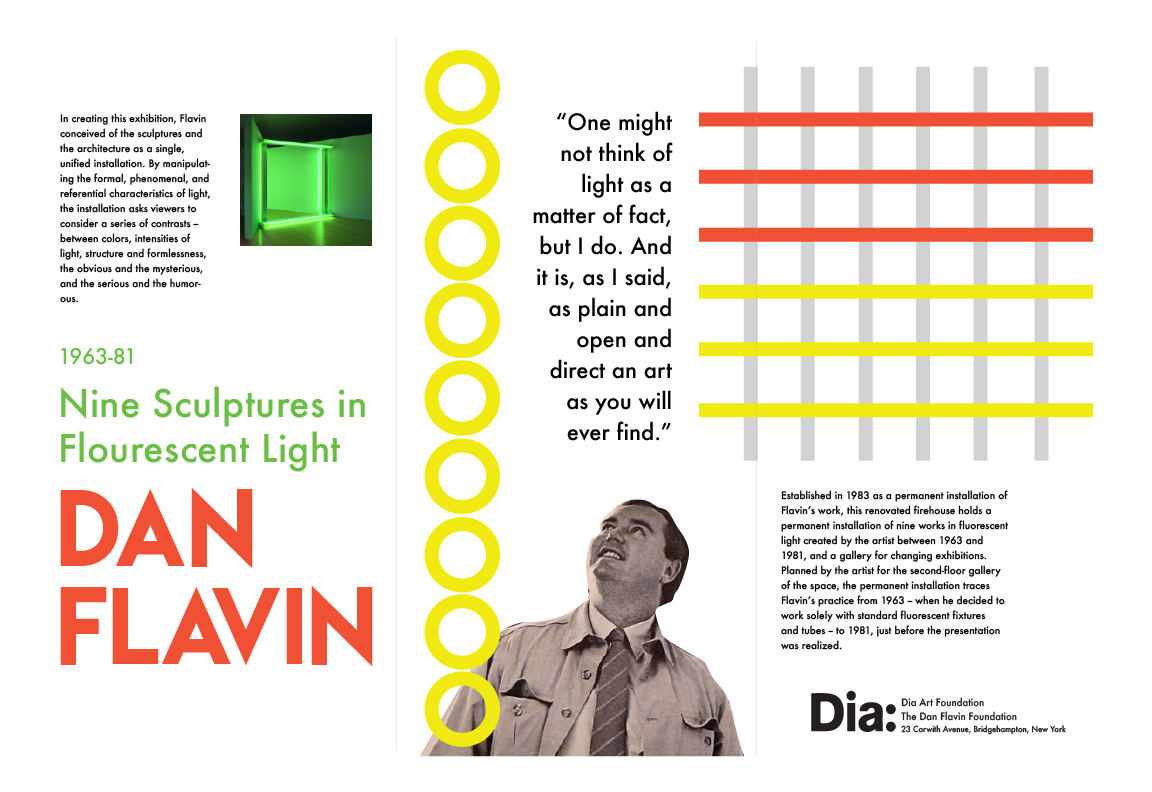 In creating this exhibition, Flavin
conceived of the sculptures and
the architecture as a single,
unified installation. By manipulat-
ing the formal, phenomenal, and
referential characteristics of light,
the installation asks viewers to
consider a series of contrasts –
between colors, intensities of
light, structure and formlessness,
the obvious and the mysterious,
and the serious and the humor-
ous.
1963-81
Nine Sculptures in
Flourescent Light
DAN
FLAVIN
“One might
not think of
light as a
matter of fact,
but I do. And
it is, as I said,
as plain and
open and
direct an art
as you will
ever find.”
Established in 1983 as a permanent installation of
Flavin’s work, this renovated firehouse holds a
permanent installation of nine works in fluorescent
light created by the artist between 1963 and
1981, and a gallery for changing exhibitions.
Planned by the artist for the second-floor gallery
of the space, the permanent installation traces
Flavin’s practice from 1963 – when he decided to
work solely with standard fluorescent fixtures
and tubes – to 1981, just before the presentation
was realized.
Dia:
Dia Art Foundation
The Dan Flavin Foundation
23 Corwith Avenue, Bridgehampton, New York